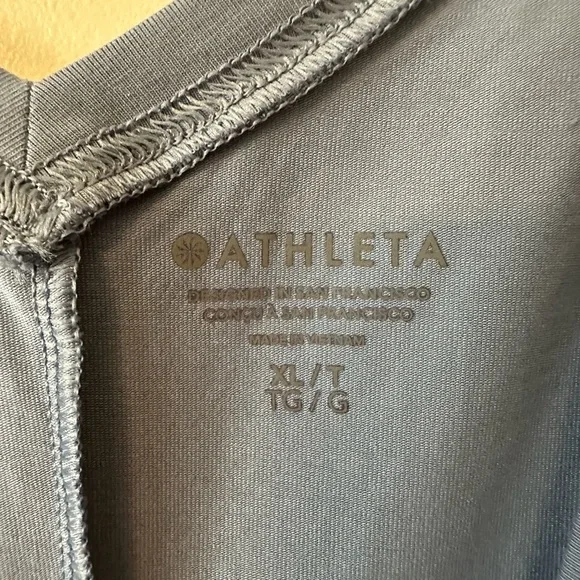 ATHLETA
DESIGNED IN SAN FRANCISCO
CONÇU À SAN FRANCISCO
MADE IN VIETNAM
XL / T
TG / G